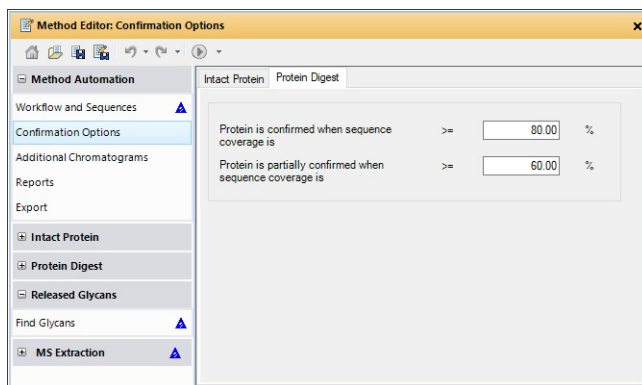 Method Editor: Confirmation Options
Method Automation
Workflow and Sequences
Confirmation Options
Additional Chromatograms
Reports
Export
Intact Protein
Protein Digest
Released Glycans
Find Glycans
MS Extraction
Intact Protein Protein Digest
Protein is confirmed when sequence >= 80.00 %
coverage is
Protein is partially confirmed when >= 60.00 %
sequence coverage is